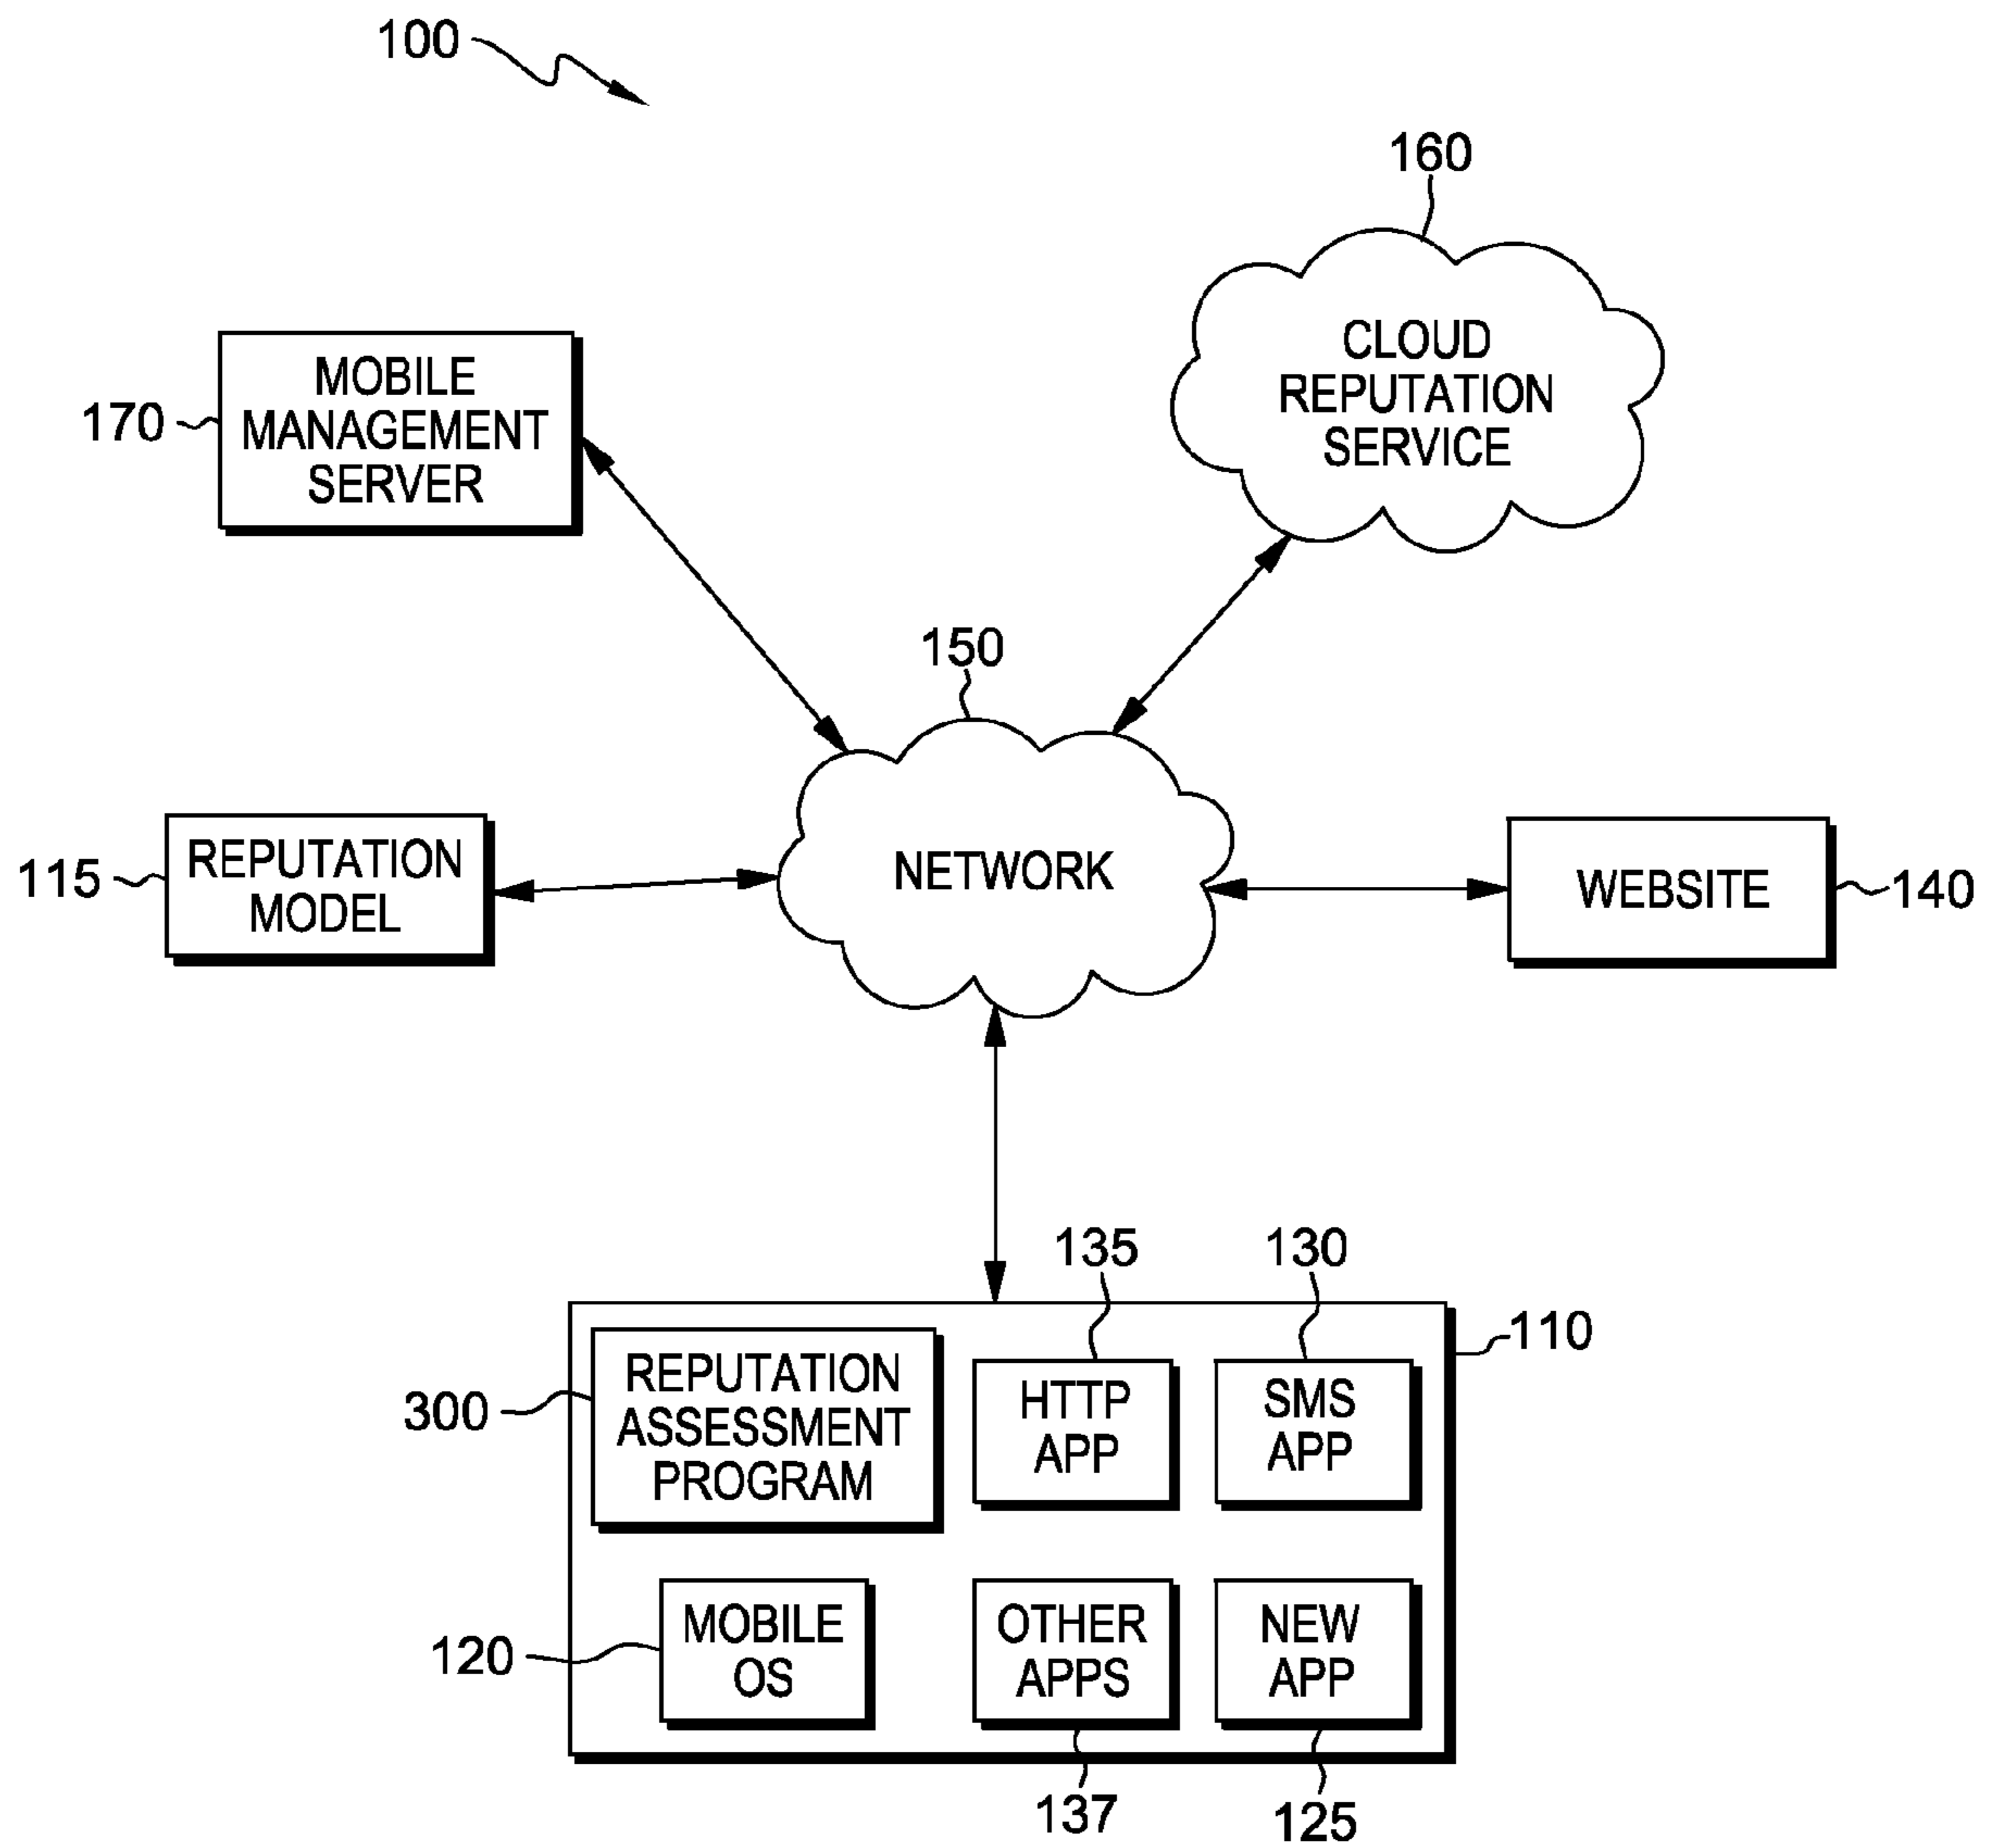 100
160
CLOUD
REPUTATION
SERVICE
MOBILE
MANAGEMENT
SERVER
170
150
NETWORK
REPUTATION
MODEL
115
WEBSITE
140
135
130
110
REPUTATION
ASSESSMENT
PROGRAM
300
HTTP
APP
SMS
APP
MOBILE
OS
120
OTHER
APPS
NEW
APP
137
125